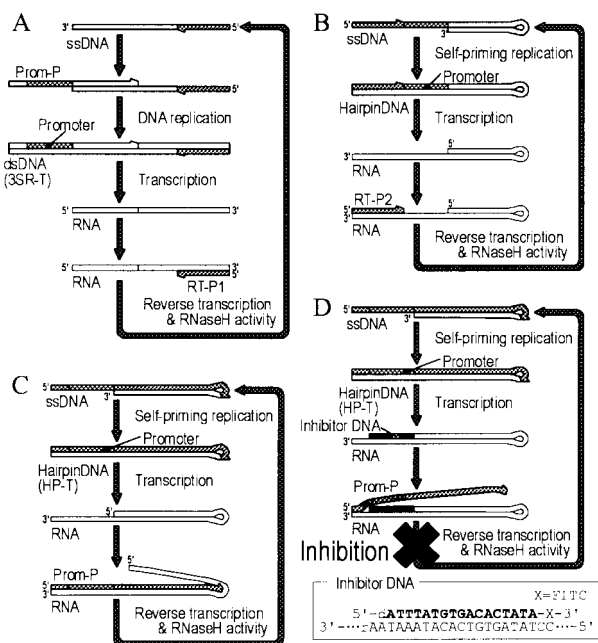 A
ssDNA
5'
Prom-P
DNA replication
Promoter
dsDNA
(3SR-T)
Transcription
5'
3'
RNA
5'
3'
RNA
RT-P1
5'
Reverse transcription
& RNaseH activity
B
5'
ssDNA
3'
Self-priming replication
Promoter
HairpinDNA
Transcription
5'
3'
RNA
RT-P2
5'
5'
3'
RNA
Reverse transcription
& RNaseH activity
C
5'
ssDNA
3'
Self-priming replication
Promoter
HairpinDNA
(HP-T)
Transcription
5'
3'
RNA
5'
Prom-P
5'
3'
RNA
Reverse transcription
& RNaseH activity
D
5'
ssDNA
3'
Self-priming replication
Promoter
HairpinDNA
(HP-T)
Transcription
Inhibitor DNA
5'
3'
RNA
Prom-P
5'
3'
RNA
Inhibition
Reverse transcription
& RNaseH activity
Inhibitor DNA
X=FITC
5'-dATTTATGTGACACTATA-X-3'
3'···rAATAAATACACTGTGATATCC···5'